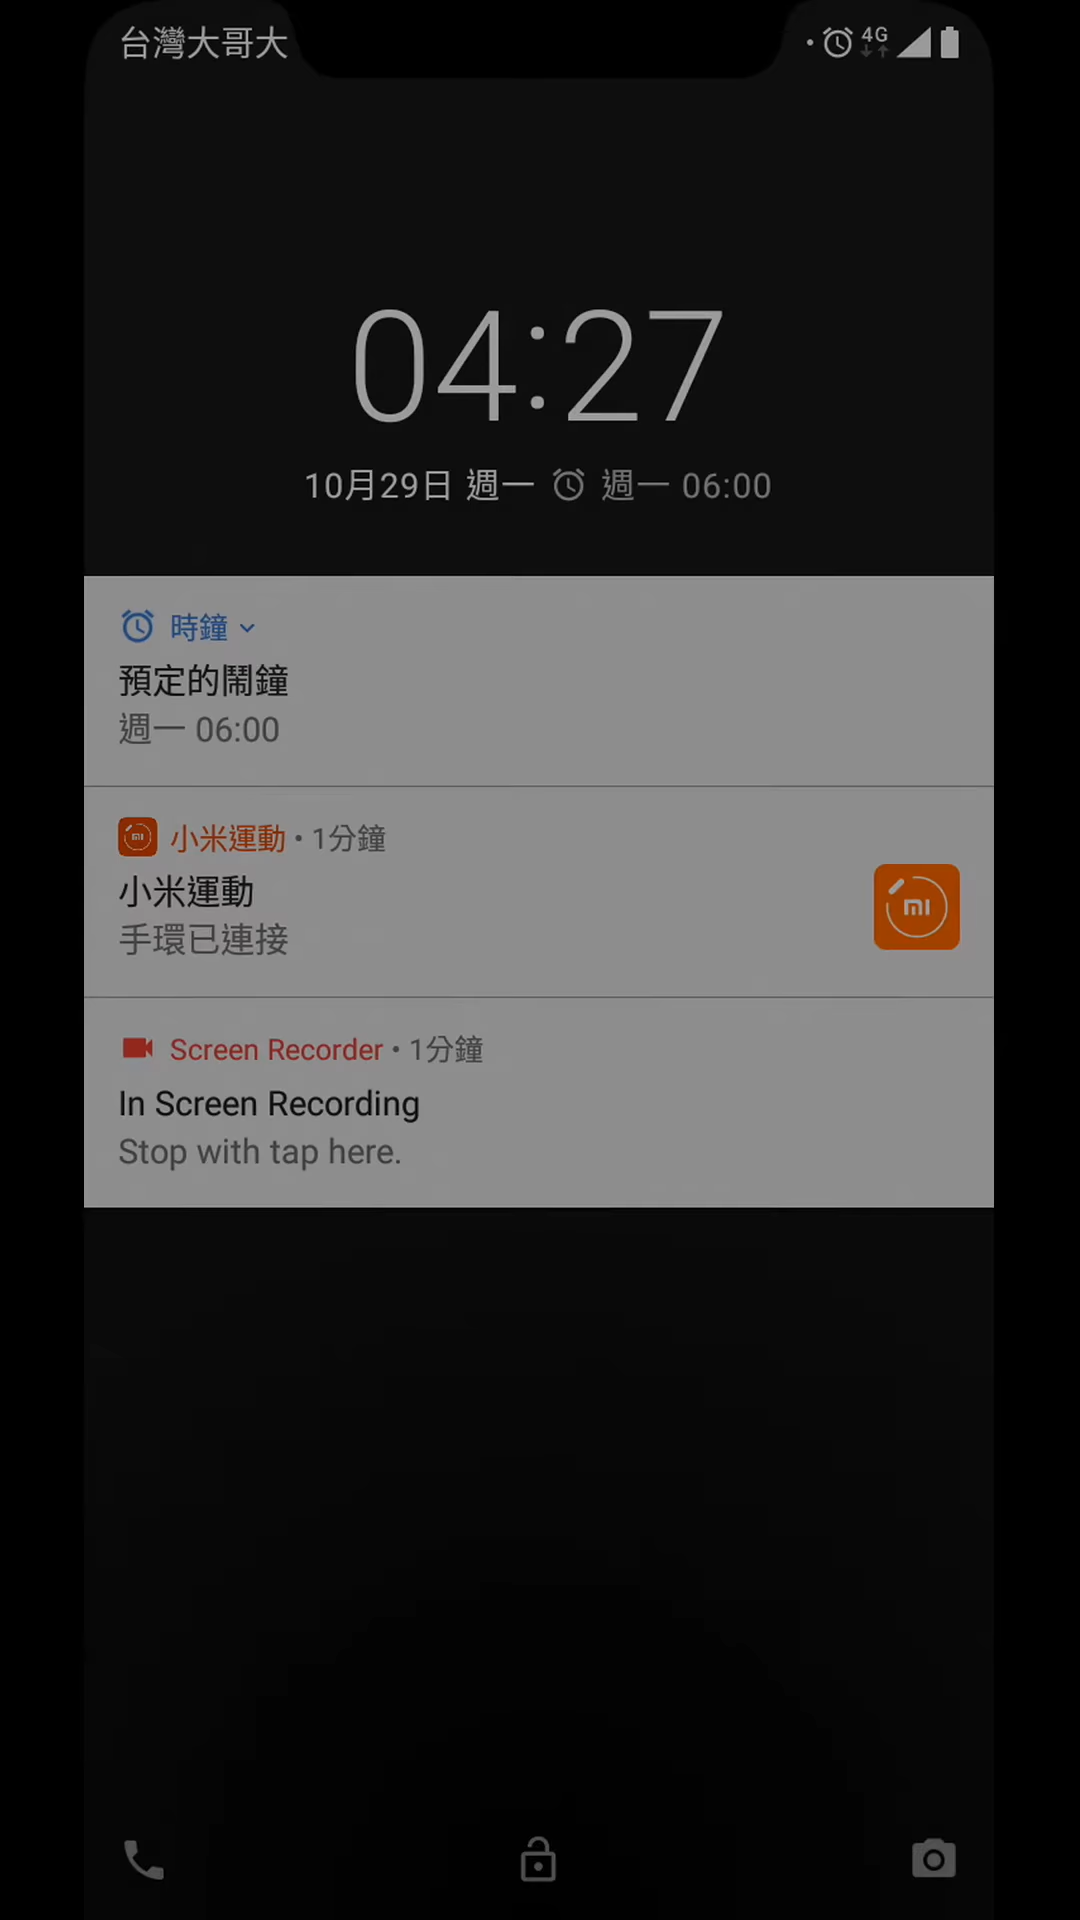 台灣大哥大
4G
04:27
10月29日 週一 週一 06:00
時鐘
預定的鬧鐘
週一 06:00
小米運動 • 1分鐘
小米運動
手環已連接
MI
Screen Recorder • 1分鐘
In Screen Recording
Stop with tap here.